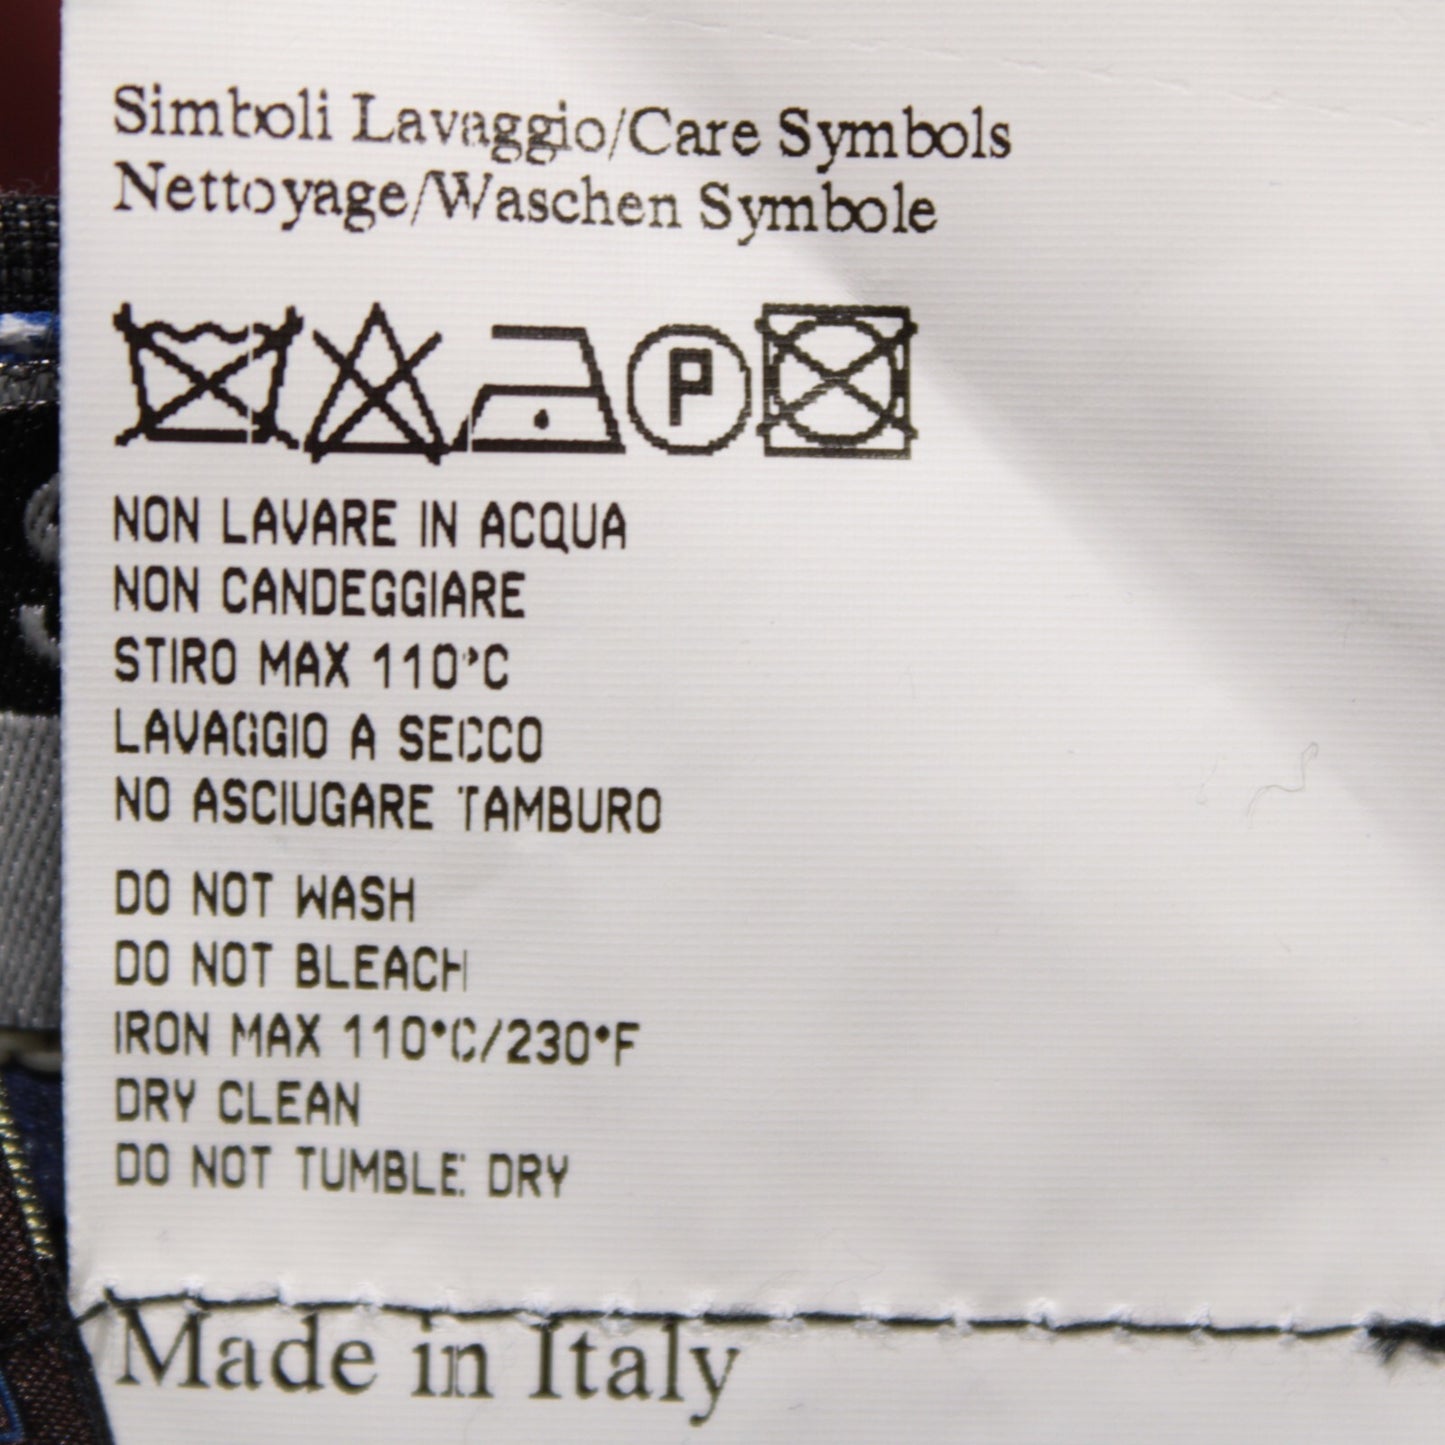 Simboli Lavaggio/Care Symbols
Nettoyage/Waschen Symbole
P
NON LAVARE IN ACQUA
NON CANDEGGIARE
STIRO MAX 110°C
LAVAGGIO A SECCO
NO ASCIUGARE TAMBURO
DO NOT WASH
DO NOT BLEACH
IRON MAX 110°C/230°F
DRY CLEAN
DO NOT TUMBLE DRY
Made in Italy